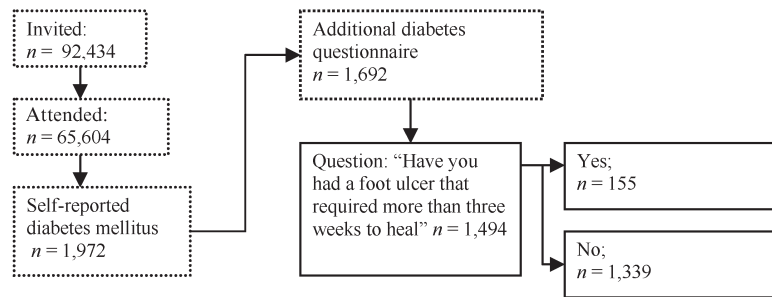 Invited:
n = 92,434
Attended:
n = 65,604
Self-reported
diabetes mellitus
n = 1,972
Additional diabetes
questionnaire
n = 1,692
Question: “Have you
had a foot ulcer that
required more than three
weeks to heal” n = 1,494
Yes;
n = 155
No;
n = 1,339